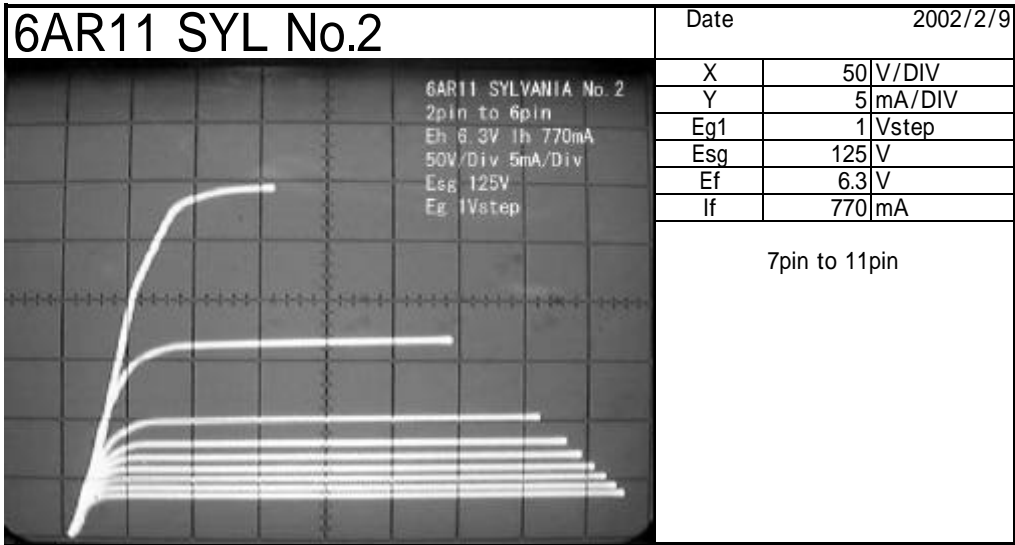 6AR11 SYL No.2
Date 2002/2/9
6AR11 SYLVANIA No.2
2pin to 6pin
Eh 6.3V Ih 770mA
50V/Div 5mA/Div
Esg 125V
Eg 1Vstep
X 50 V/DIV
Y 5 mA/DIV
Eg1 1 Vstep
Esg 125 V
Ef 6.3 V
If 770 mA
7pin to 11pin